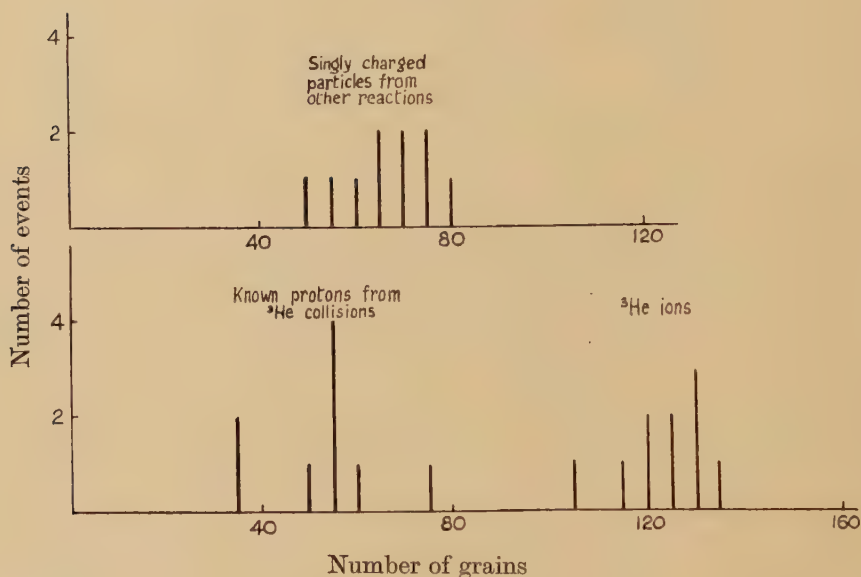 4
Singly charged
particles from
other reactions
2
40
80
120
Number of events
Known protons from
³He collisions
³He ions
4
2
40
80
120
160
Number of grains